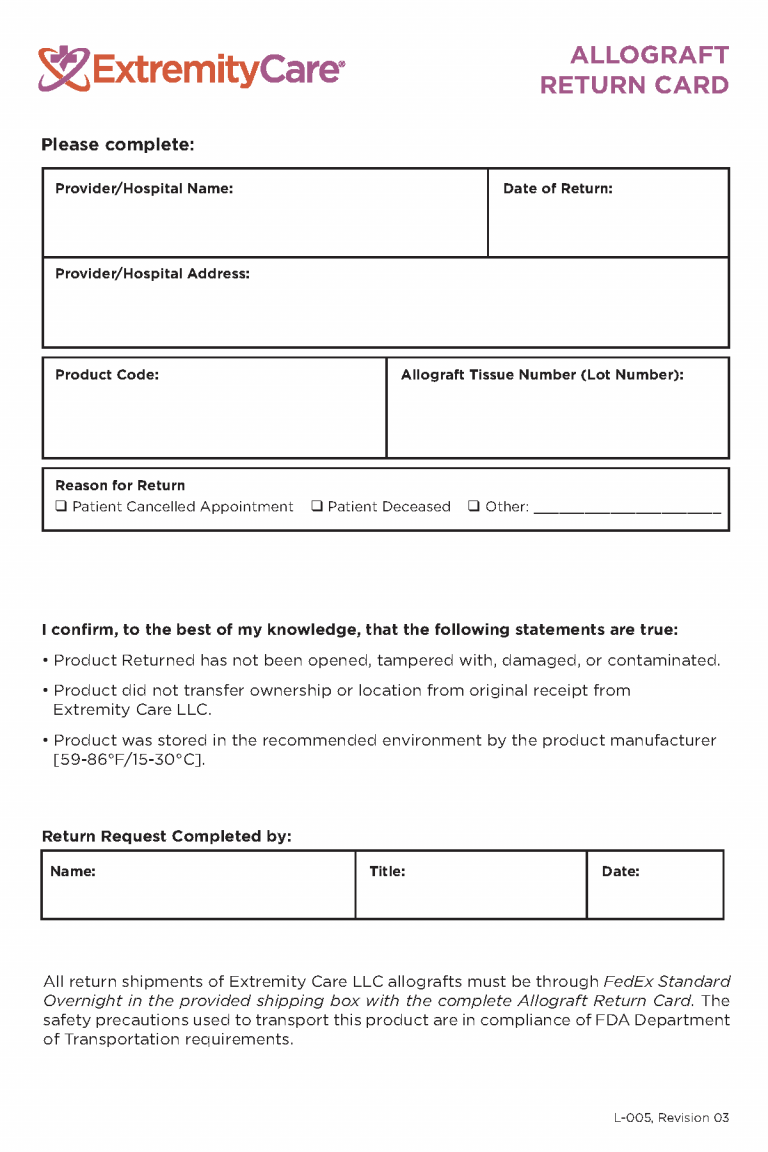 ExtremityCare®
ALLOGRAFT
RETURN CARD
Please complete:
Provider/Hospital Name:
Date of Return:
Provider/Hospital Address:
Product Code:
Allograft Tissue Number (Lot Number):
Reason for Return
❑ Patient Cancelled Appointment ❑ Patient Deceased ❑ Other: ______________________
I confirm, to the best of my knowledge, that the following statements are true:
• Product Returned has not been opened, tampered with, damaged, or contaminated.
• Product did not transfer ownership or location from original receipt from
Extremity Care LLC.
• Product was stored in the recommended environment by the product manufacturer
[59-86°F/15-30°C].
Return Request Completed by:
Name:
Title:
Date:
All return shipments of Extremity Care LLC allografts must be through FedEx Standard
Overnight in the provided shipping box with the complete Allograft Return Card. The
safety precautions used to transport this product are in compliance of FDA Department
of Transportation requirements.
L-005, Revision 03